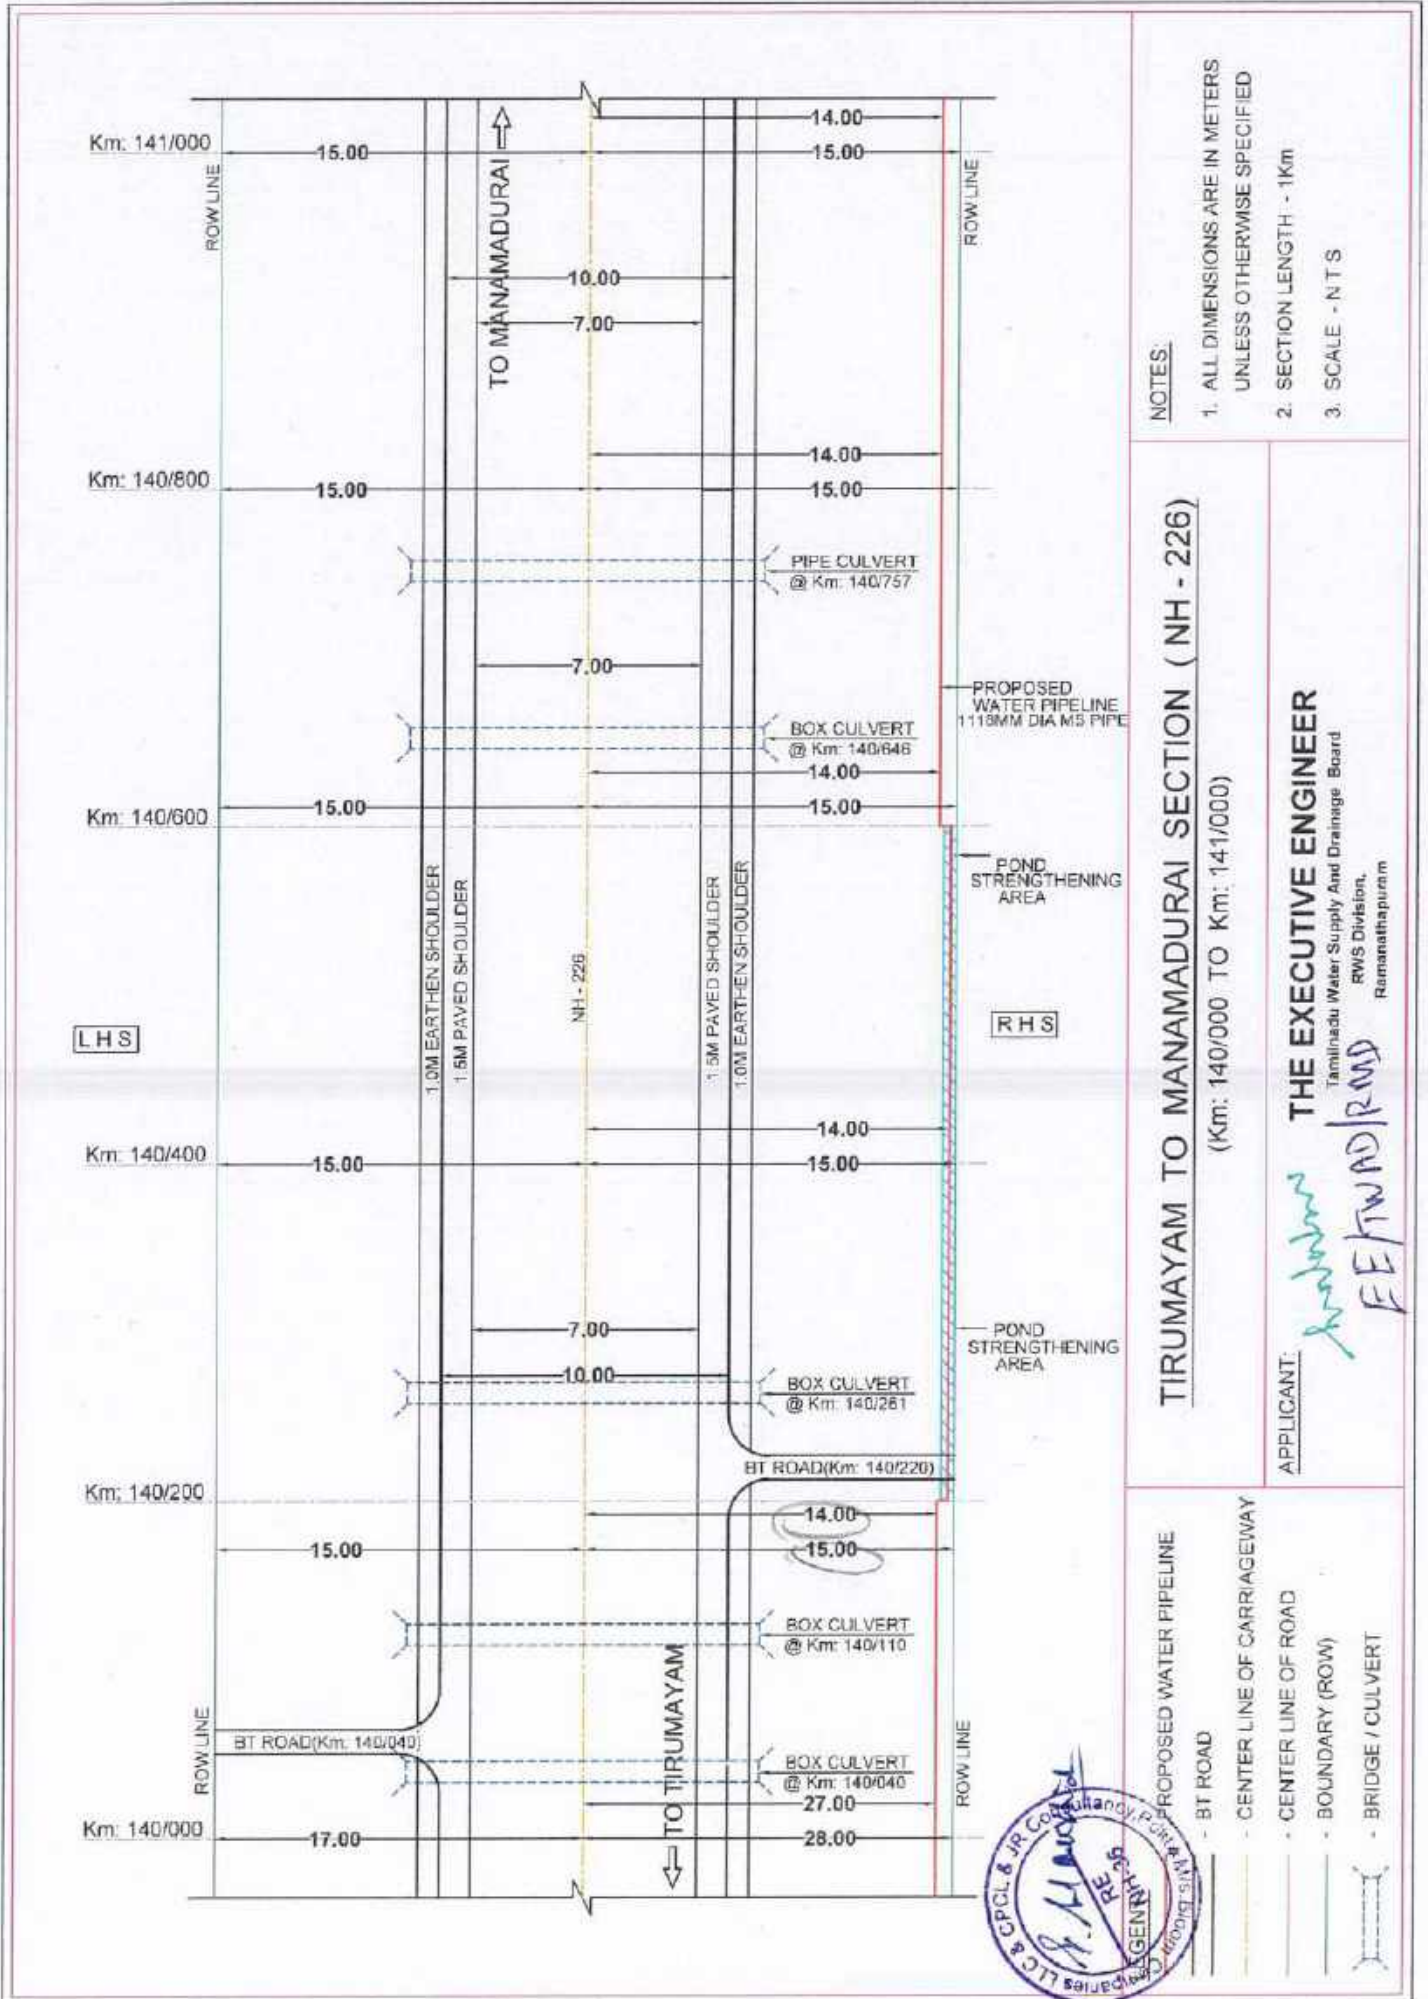 Km: 141/000
ROW LINE
15.00
TO MANAMADURAI
14.00
15.00
ROW LINE
10.00
7.00
Km: 140/800
15.00
14.00
15.00
PIPE CULVERT
@ Km: 140/757
7.00
PROPOSED
WATER PIPELINE
1118MM DIA MS PIPE
BOX CULVERT
@ Km: 140/646
14.00
Km: 140/600
15.00
15.00
POND
STRENGTHENING
AREA
1.0M EARTHEN SHOULDER
1.5M PAVED SHOULDER
NH - 226
1.5M PAVED SHOULDER
1.0M EARTHEN SHOULDER
LHS
RHS
14.00
Km: 140/400
15.00
15.00
7.00
POND
STRENGTHENING
AREA
10.00
BOX CULVERT
@ Km: 140/261
BT ROAD(Km: 140/220)
Km: 140/200
14.00
15.00
15.00
BOX CULVERT
@ Km: 140/110
ROW LINE
BT ROAD(Km: 140/040)
TO TIRUMAYAM
BOX CULVERT
@ Km: 140/040
ROW LINE
27.00
Km: 140/000
17.00
28.00
NOTES:
1. ALL DIMENSIONS ARE IN METERS
UNLESS OTHERWISE SPECIFIED
2. SECTION LENGTH - 1Km
3. SCALE - N T S
TIRUMAYAM TO MANAMADURAI SECTION ( NH - 226)
(Km: 140/000 TO Km: 141/000)
APPLICANT:
THE EXECUTIVE ENGINEER
Tamilnadu Water Supply And Drainage Board
RWS Division,
Ramanathapuram
EE/TWAD/RMD
PROPOSED WATER PIPELINE
- BT ROAD
- CENTER LINE OF CARRIAGEWAY
- CENTER LINE OF ROAD
- BOUNDARY (ROW)
- BRIDGE / CULVERT
RE
NH-36